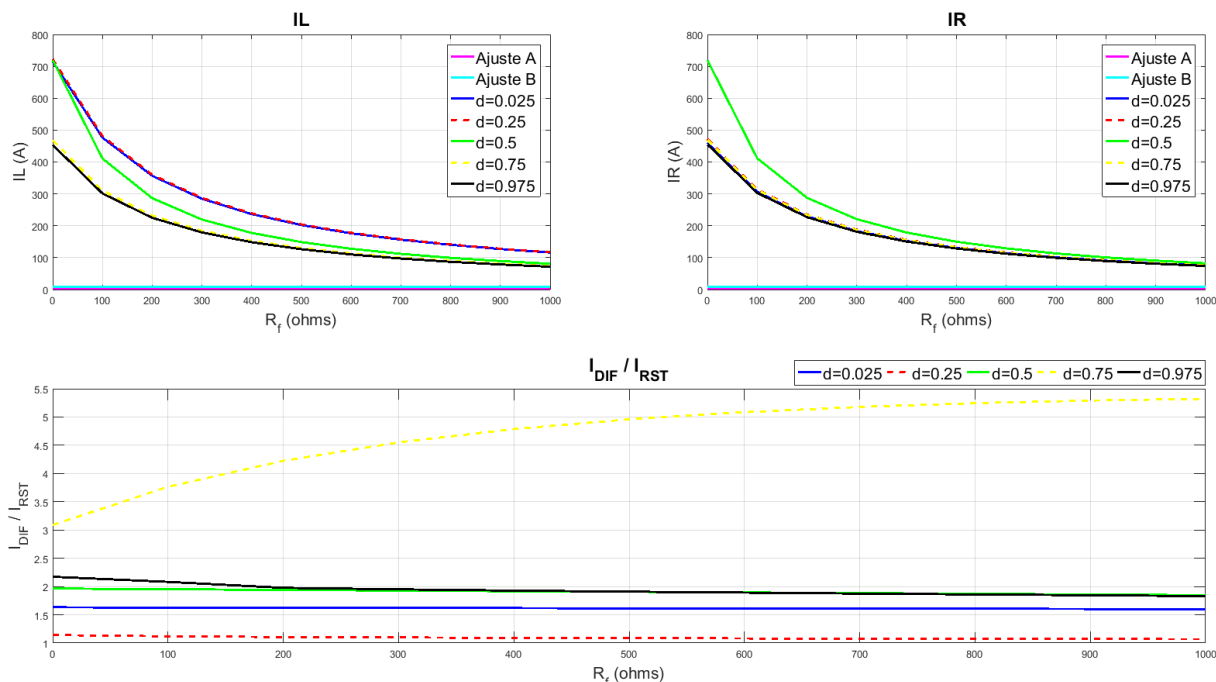 IL
IL (A)
800
700
600
500
400
300
200
100
0
0 100 200 300 400 500 600 700 800 900 1000
R_f (ohms)
Ajuste A
Ajuste B
d=0.025
d=0.25
d=0.5
d=0.75
d=0.975
IR
IR (A)
800
700
600
500
400
300
200
100
0
0 100 200 300 400 500 600 700 800 900 1000
R_f (ohms)
Ajuste A
Ajuste B
d=0.025
d=0.25
d=0.5
d=0.75
d=0.975
I_DIF / I_RST
d=0.025 d=0.25 d=0.5 d=0.75 d=0.975
I_DIF / I_RST
5.5
5
4.5
4
3.5
3
2.5
2
1.5
1
0 100 200 300 400 500 600 700 800 900 1000
R_f (ohms)